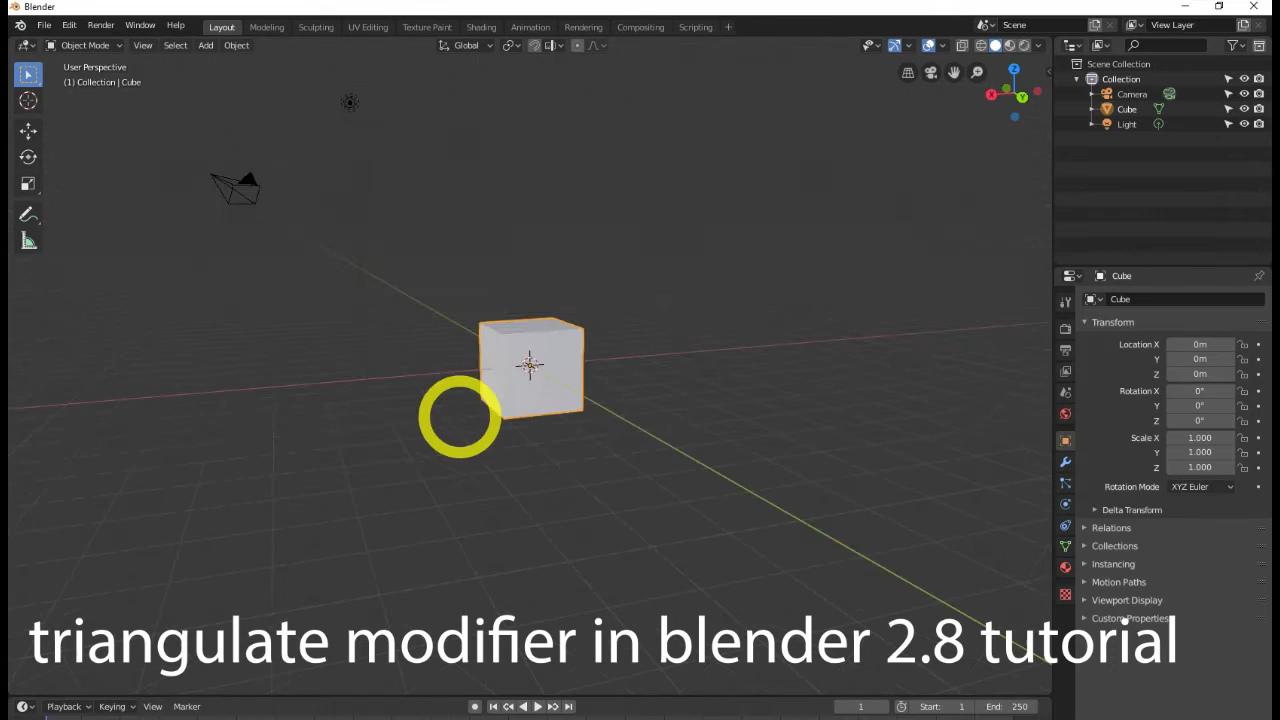 Blender
File Edit Render Window Help Layout Modeling Sculpting UV Editing Texture Paint Shading Animation Rendering Compositing Scripting + Scene View Layer
Object Mode View Select Add Object Global
User Perspective
(1) Collection | Cube
Z
X
Y
Scene Collection
Collection
Camera
Cube
Light
Cube
Cube
Transform
Location X 0m
Y 0m
Z 0m
Rotation X 0°
Y 0°
Z 0°
Scale X 1.000
Y 1.000
Z 1.000
Rotation Mode XYZ Euler
Delta Transform
Relations
Collections
Instancing
Motion Paths
Viewport Display
Custom Properties
triangulate modifier in blender 2.8 tutorial
Playback Keying View Marker 1 Start: 1 End: 250